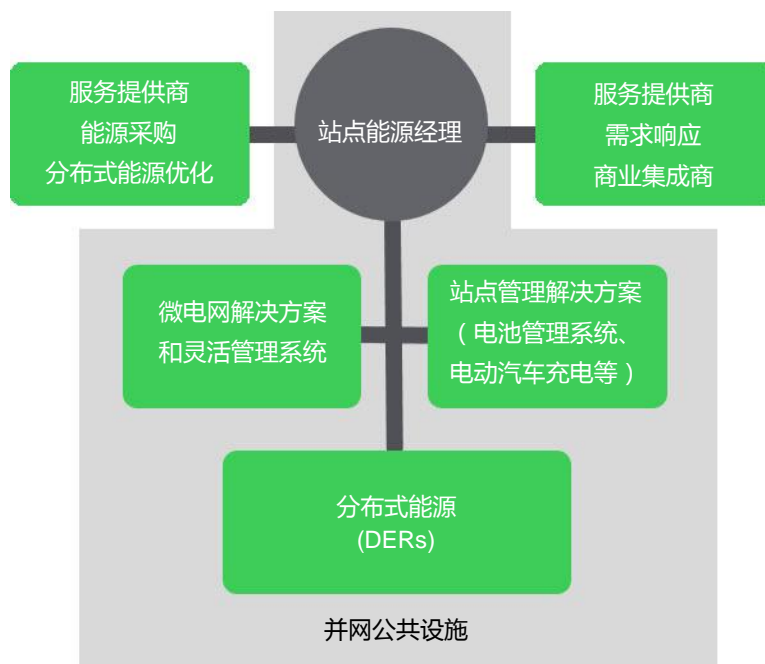 服务提供商
能源采购
分布式能源优化
站点能源经理
服务提供商
需求响应
商业集成商
微电网解决方案
和灵活管理系统
站点管理解决方案
（电池管理系统、
电动汽车充电等）
分布式能源
(DERs)
并网公共设施